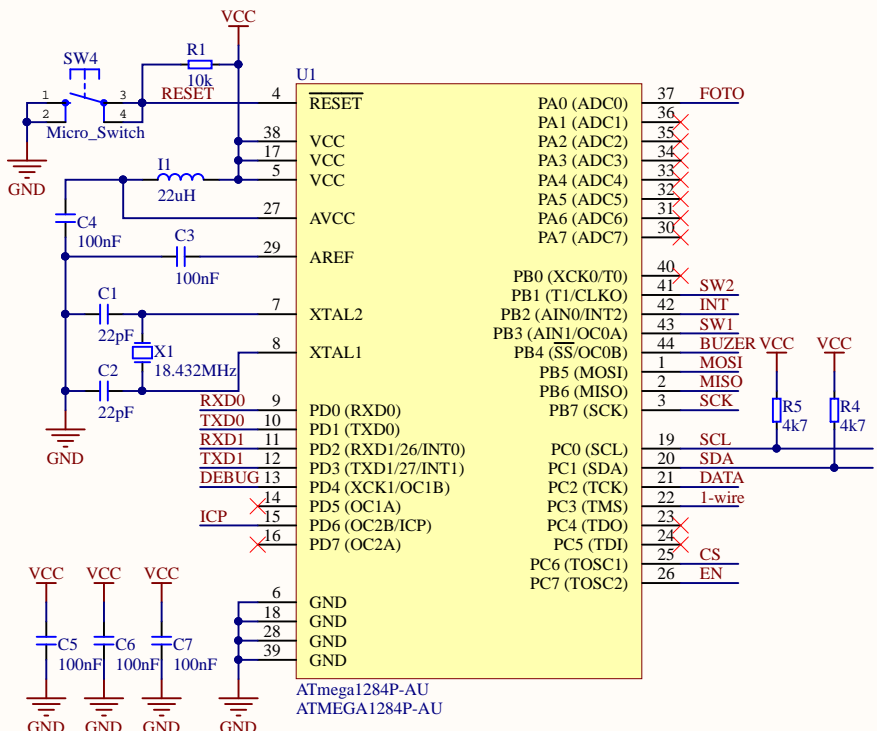 VCC
SW4
R1
10k
RESET
1
2
3
4
Micro_Switch
GND
I1
22uH
C4
100nF
C3
100nF
C1
22pF
X1
18.432MHz
C2
22pF
GND
U1
4 RESET
38 VCC
17 VCC
5 VCC
27 AVCC
29 AREF
7 XTAL2
8 XTAL1
RXD0 9 PD0 (RXD0)
TXD0 10 PD1 (TXD0)
RXD1 11 PD2 (RXD1/26/INT0)
TXD1 12 PD3 (TXD1/27/INT1)
DEBUG 13 PD4 (XCK1/OC1B)
14 PD5 (OC1A)
ICP 15 PD6 (OC2B/ICP)
16 PD7 (OC2A)
6 GND
18 GND
28 GND
39 GND
PA0 (ADC0) 37 FOTO
PA1 (ADC1) 36
PA2 (ADC2) 35
PA3 (ADC3) 34
PA4 (ADC4) 33
PA5 (ADC5) 32
PA6 (ADC6) 31
PA7 (ADC7) 30
PB0 (XCK0/T0) 40
PB1 (T1/CLKO) 41 SW2
PB2 (AIN0/INT2) 42 INT
PB3 (AIN1/OC0A) 43 SW1
PB4 (SS/OC0B) 44 BUZER
PB5 (MOSI) 1 MOSI
PB6 (MISO) 2 MISO
PB7 (SCK) 3 SCK
PC0 (SCL) 19 SCL
PC1 (SDA) 20 SDA
PC2 (TCK) 21 DATA
PC3 (TMS) 22 1-wire
PC4 (TDO) 23
PC5 (TDI) 24
PC6 (TOSC1) 25 CS
PC7 (TOSC2) 26 EN
VCC
R5
4k7
VCC
R4
4k7
VCC
C5
100nF
GND
VCC
C6
100nF
GND
VCC
C7
100nF
GND
GND
ATmega1284P-AU
ATMEGA1284P-AU